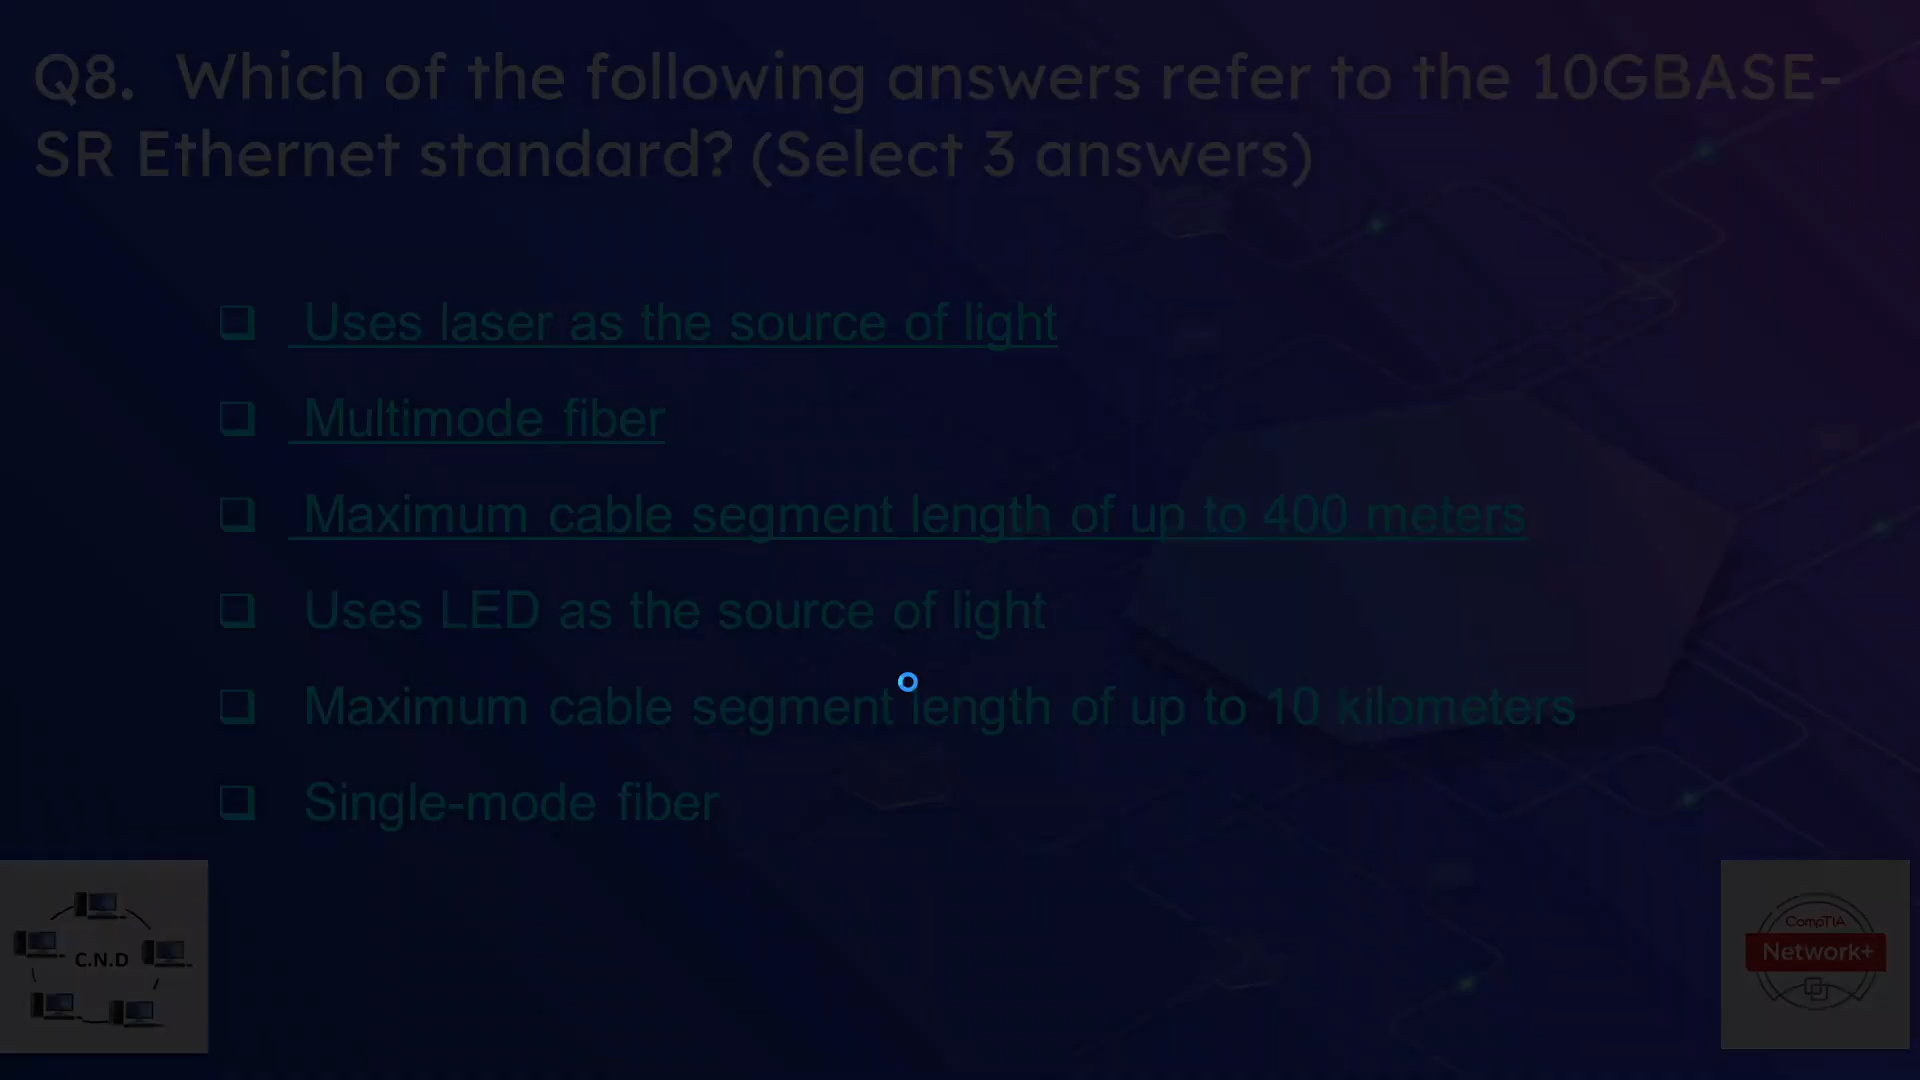 Q8. Which of the following answers refer to the 10GBASE-
SR Ethernet standard? (Select 3 answers)
Uses laser as the source of light
Multimode fiber
Maximum cable segment length of up to 400 meters
Uses LED as the source of light
Maximum cable segment length of up to 10 kilometers
Single-mode fiber
C.N.D
CompTIA
Network+